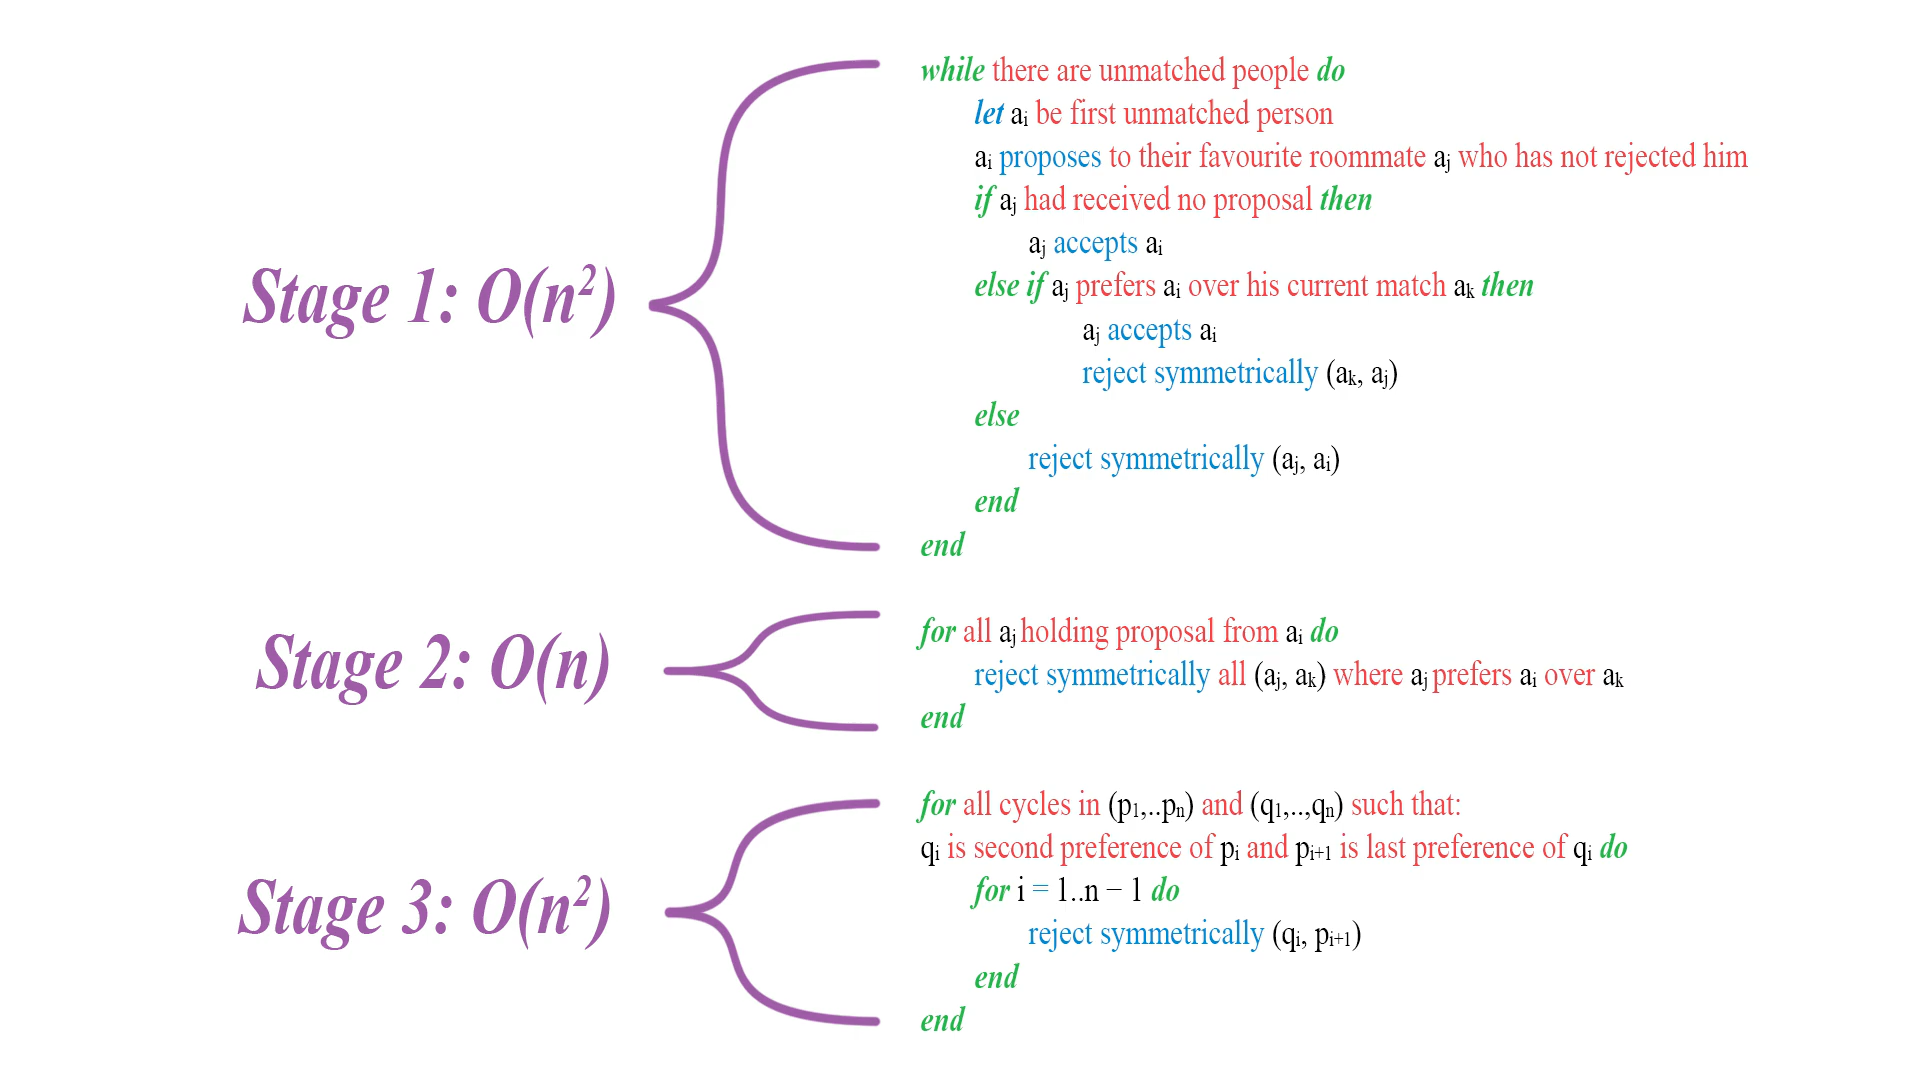 while there are unmatched people do
let aᵢ be first unmatched person
aᵢ proposes to their favourite roommate aⱼ who has not rejected him
if aⱼ had received no proposal then
aⱼ accepts aᵢ
else if aⱼ prefers aᵢ over his current match aₖ then
aⱼ accepts aᵢ
reject symmetrically (aₖ, aⱼ)
else
reject symmetrically (aⱼ, aᵢ)
end
end
Stage 1: O(n²)
for all aⱼ holding proposal from aᵢ do
reject symmetrically all (aⱼ, aₖ) where aⱼ prefers aᵢ over aₖ
end
Stage 2: O(n)
for all cycles in (p₁,..pₙ) and (q₁,..,qₙ) such that:
qᵢ is second preference of pᵢ and pᵢ₊₁ is last preference of qᵢ do
for i = 1..n − 1 do
reject symmetrically (qᵢ, pᵢ₊₁)
end
end
Stage 3: O(n²)